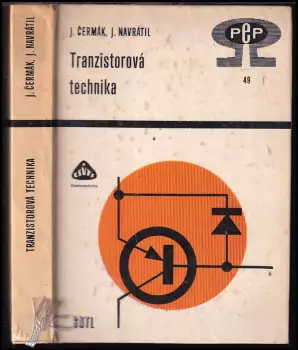 J. ČERMÁK, J. NAVRÁTIL
Tranzistorová
technika
PeP
49
J. ČERMÁK, J. NAVRÁTIL
TRANZISTOROVÁ TECHNIKA
SNTL